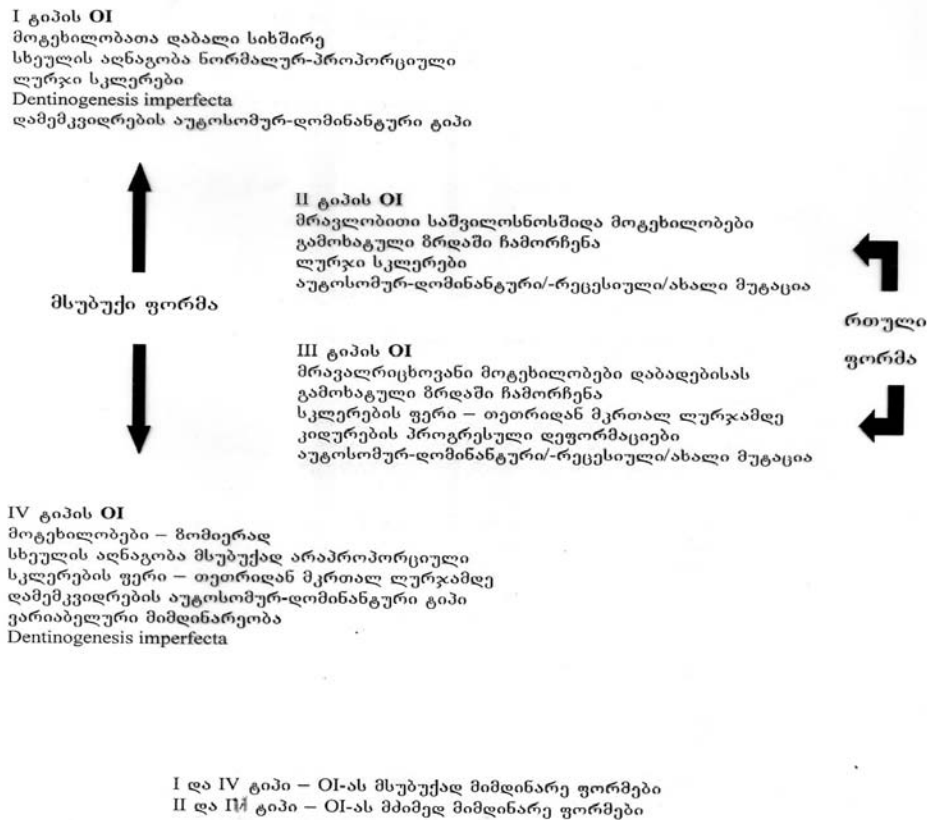 I ტიპის OI
მოტეხილობათა დაბალი სიხშირე
სხეულის აღნაგობა ნორმალურ-პროპორციული
ლურჯი სკლერები
Dentinogenesis imperfecta
დამემკვიდრების აუტოსომურ-დომინანტური ტიპი
II ტიპის OI
მრავლობითი საშვილოსნოსშიდა მოტეხილობები
გამოხატული ზრდაში ჩამორჩენა
ლურჯი სკლერები
აუტოსომურ-დომინანტური/-რეცესიული/ახალი მუტაცია
მსუბუქი ფორმა
რთული
ფორმა
III ტიპის OI
მრავალრიცხოვანი მოტეხილობები დაბადებისას
გამოხატული ზრდაში ჩამორჩენა
სკლერების ფერი – თეთრიდან მკრთალ ლურჯამდე
კიდურების პროგრესული დეფორმაციები
აუტოსომურ-დომინანტური/-რეცესიული/ახალი მუტაცია
IV ტიპის OI
მოტეხილობები – ზომიერად
სხეულის აღნაგობა მსუბუქად არაპროპორციული
სკლერების ფერი – თეთრიდან მკრთალ ლურჯამდე
დამემკვიდრების აუტოსომურ-დომინანტური ტიპი
ვარიაბელური მიმდინარეობა
Dentinogenesis imperfecta
I და IV ტიპი – OI-ას მსუბუქად მიმდინარე ფორმები
II და III ტიპი – OI-ას მძიმედ მიმდინარე ფორმები